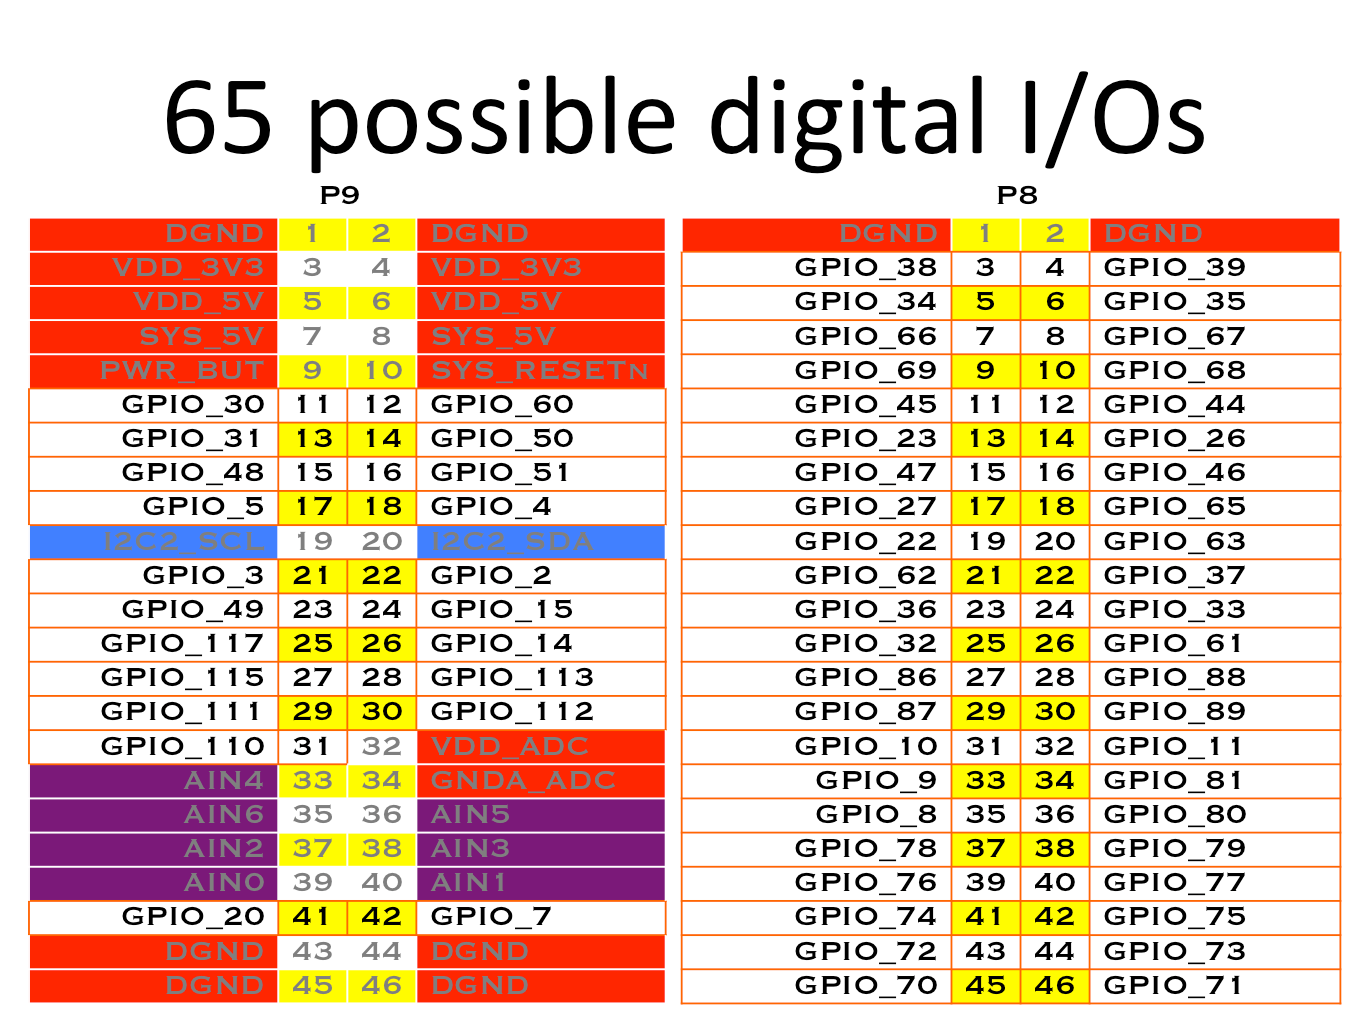 65 possible digital I/Os
P9 P8
DGND 1 2 DGND DGND 1 2 DGND
VDD_3V3 3 4 VDD_3V3 GPIO_38 3 4 GPIO_39
VDD_5V 5 6 VDD_5V GPIO_34 5 6 GPIO_35
SYS_5V 7 8 SYS_5V GPIO_66 7 8 GPIO_67
PWR_BUT 9 10 SYS_RESETN GPIO_69 9 10 GPIO_68
GPIO_30 11 12 GPIO_60 GPIO_45 11 12 GPIO_44
GPIO_31 13 14 GPIO_50 GPIO_23 13 14 GPIO_26
GPIO_48 15 16 GPIO_51 GPIO_47 15 16 GPIO_46
GPIO_5 17 18 GPIO_4 GPIO_27 17 18 GPIO_65
I2C2_SCL 19 20 I2C2_SDA GPIO_22 19 20 GPIO_63
GPIO_3 21 22 GPIO_2 GPIO_62 21 22 GPIO_37
GPIO_49 23 24 GPIO_15 GPIO_36 23 24 GPIO_33
GPIO_117 25 26 GPIO_14 GPIO_32 25 26 GPIO_61
GPIO_115 27 28 GPIO_113 GPIO_86 27 28 GPIO_88
GPIO_111 29 30 GPIO_112 GPIO_87 29 30 GPIO_89
GPIO_110 31 32 VDD_ADC GPIO_10 31 32 GPIO_11
AIN4 33 34 GNDA_ADC GPIO_9 33 34 GPIO_81
AIN6 35 36 AIN5 GPIO_8 35 36 GPIO_80
AIN2 37 38 AIN3 GPIO_78 37 38 GPIO_79
AIN0 39 40 AIN1 GPIO_76 39 40 GPIO_77
GPIO_20 41 42 GPIO_7 GPIO_74 41 42 GPIO_75
DGND 43 44 DGND GPIO_72 43 44 GPIO_73
DGND 45 46 DGND GPIO_70 45 46 GPIO_71